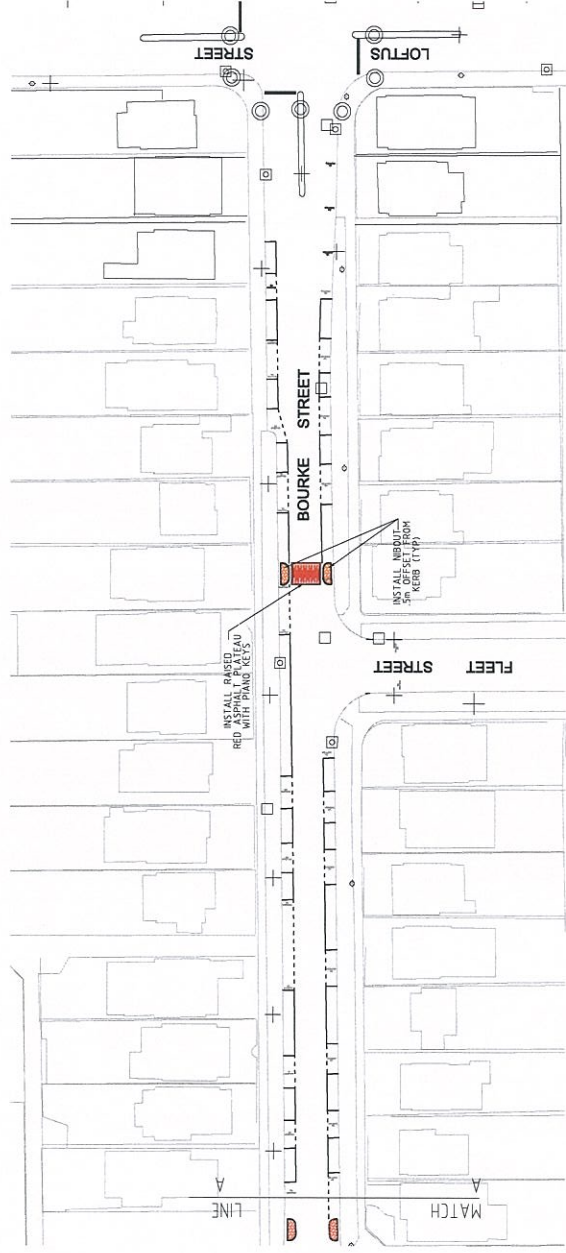 STREET
LOFTUS
BOURKE STREET
INSTALL NIBOUT
.5m OFFSET FROM
KERB (TYP)
INSTALL RAISED
RED ASPHALT PLATEAU
WITH PIANO KEYS
STREET
FLEET
LINE A
MATCH A